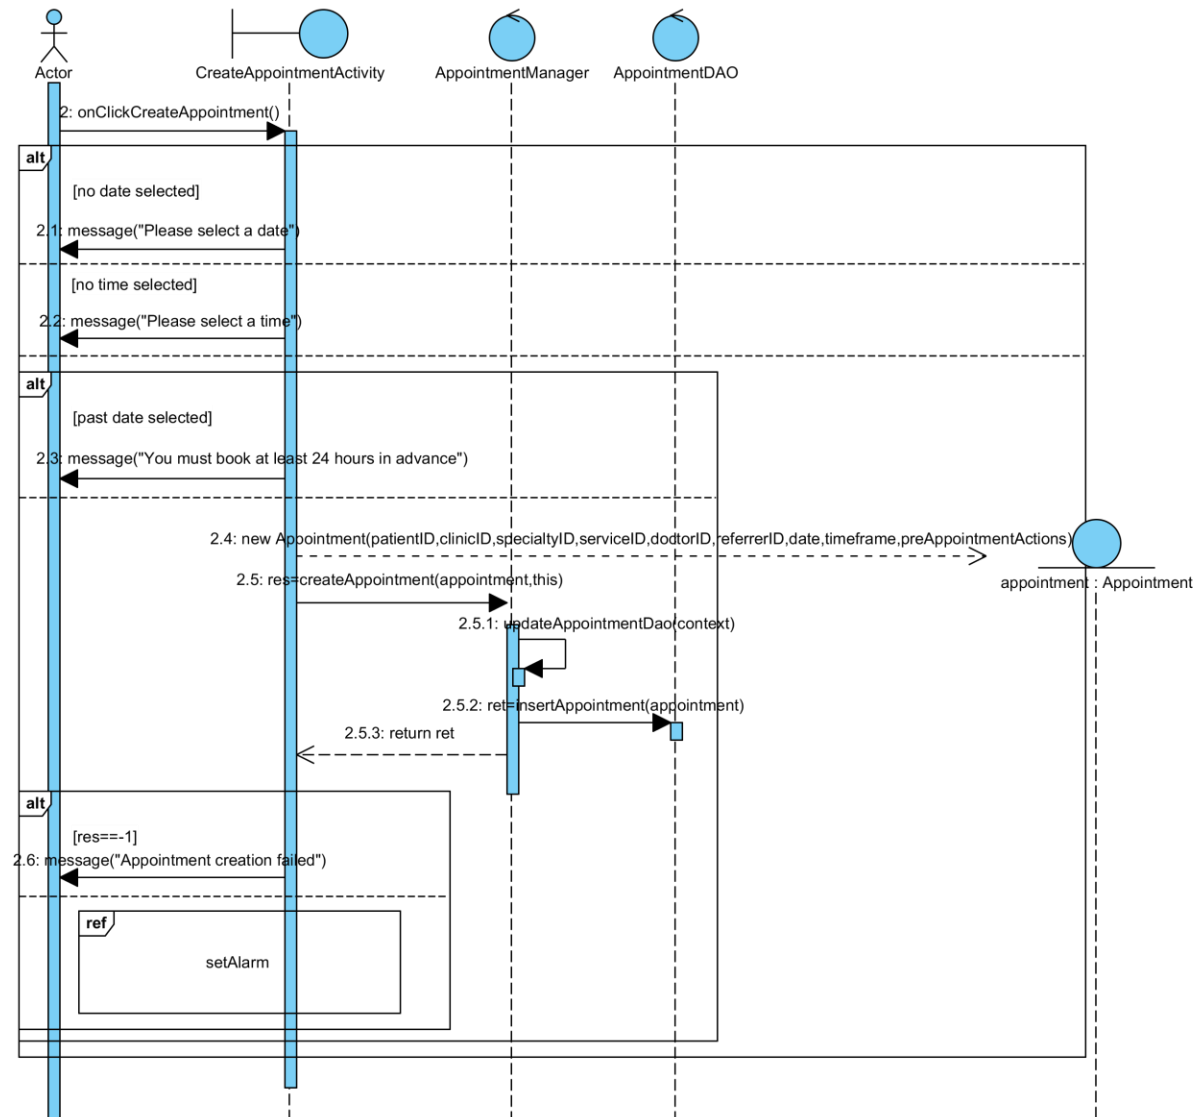 Actor
CreateAppointmentActivity
AppointmentManager
AppointmentDAO
2: onClickCreateAppointment()
alt
[no date selected]
2.1: message("Please select a date")
[no time selected]
2.2: message("Please select a time")
alt
[past date selected]
2.3: message("You must book at least 24 hours in advance")
2.4: new Appointment(patientID,clinicID,specialtyID,serviceID,dodtorID,referrerID,date,timeframe,preAppointmentActions)
appointment : Appointment
2.5: res=createAppointment(appointment,this)
2.5.1: updateAppointmentDao(context)
2.5.2: ret=insertAppointment(appointment)
2.5.3: return ret
alt
[res==-1]
2.6: message("Appointment creation failed")
ref
setAlarm